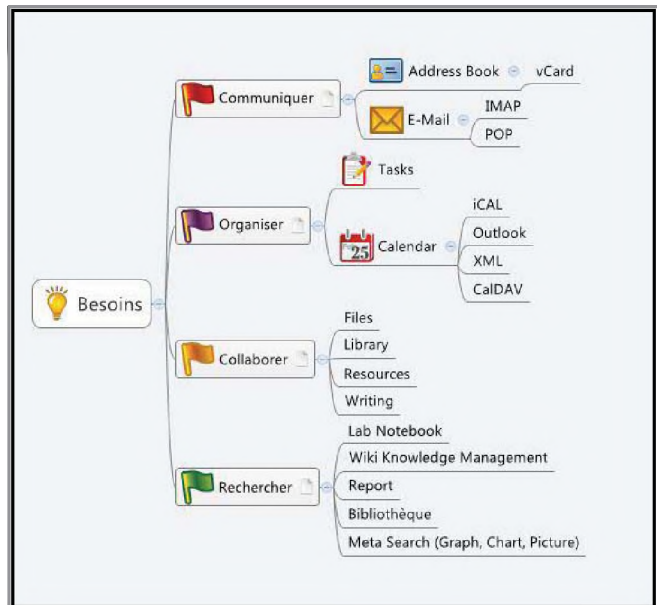 Besoins
Communiquer
Address Book
vCard
E-Mail
IMAP
POP
Organiser
Tasks
Calendar
25
iCAL
Outlook
XML
CalDAV
Collaborer
Files
Library
Resources
Writing
Rechercher
Lab Notebook
Wiki Knowledge Management
Report
Bibliothèque
Meta Search (Graph, Chart, Picture)